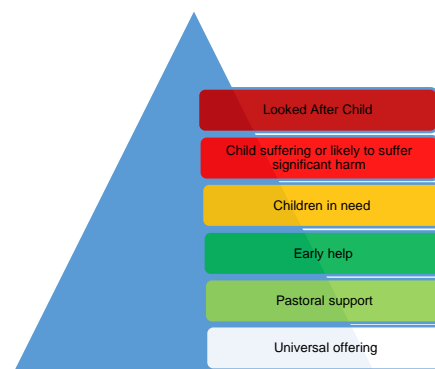 Looked After Child
Child suffering or likely to suffer
significant harm
Children in need
Early help
Pastoral support
Universal offering